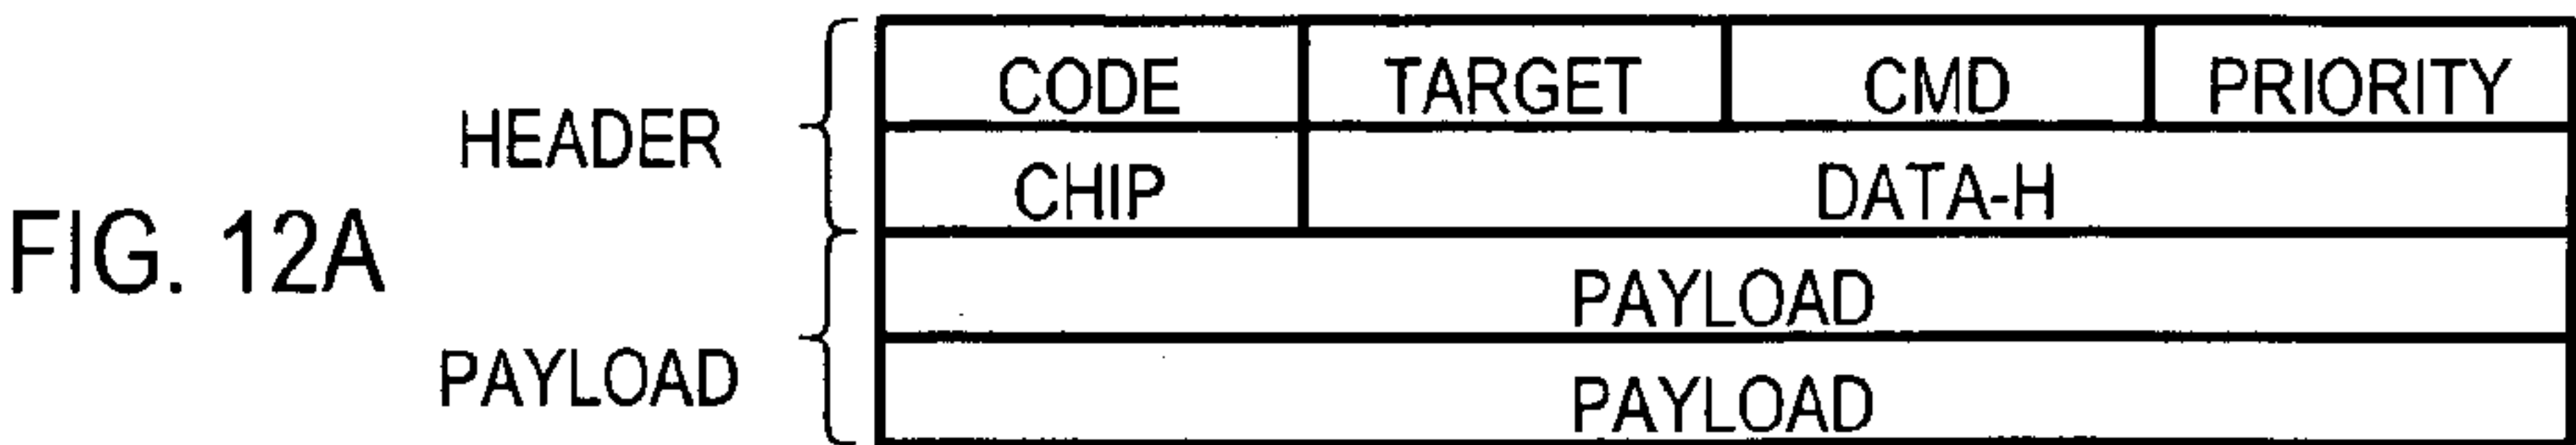 CODE TARGET CMD PRIORITY
HEADER
CHIP DATA-H
FIG. 12A
PAYLOAD
PAYLOAD
PAYLOAD